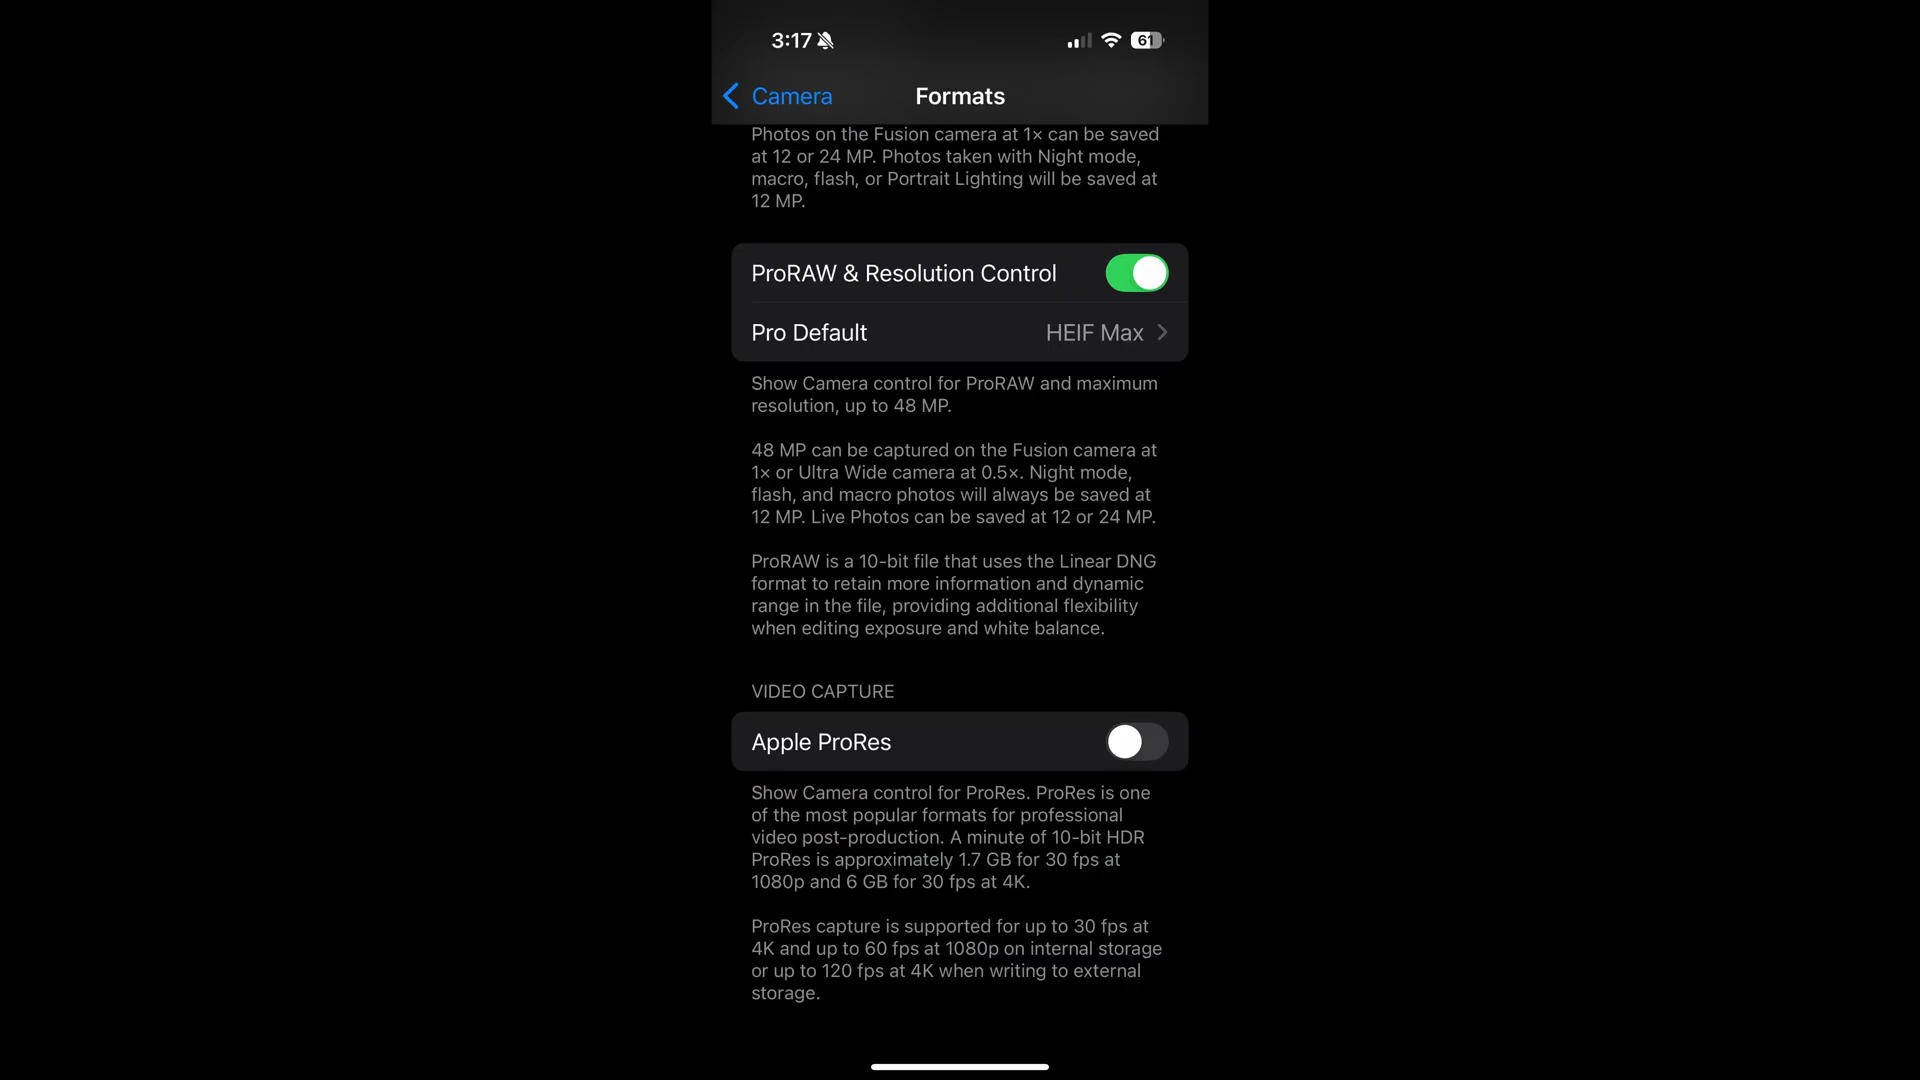 3:17
61
Camera
Formats
Photos on the Fusion camera at 1× can be saved
at 12 or 24 MP. Photos taken with Night mode,
macro, flash, or Portrait Lighting will be saved at
12 MP.
ProRAW & Resolution Control
Pro Default
HEIF Max
Show Camera control for ProRAW and maximum
resolution, up to 48 MP.
48 MP can be captured on the Fusion camera at
1× or Ultra Wide camera at 0.5×. Night mode,
flash, and macro photos will always be saved at
12 MP. Live Photos can be saved at 12 or 24 MP.
ProRAW is a 10-bit file that uses the Linear DNG
format to retain more information and dynamic
range in the file, providing additional flexibility
when editing exposure and white balance.
VIDEO CAPTURE
Apple ProRes
Show Camera control for ProRes. ProRes is one
of the most popular formats for professional
video post-production. A minute of 10-bit HDR
ProRes is approximately 1.7 GB for 30 fps at
1080p and 6 GB for 30 fps at 4K.
ProRes capture is supported for up to 30 fps at
4K and up to 60 fps at 1080p on internal storage
or up to 120 fps at 4K when writing to external
storage.